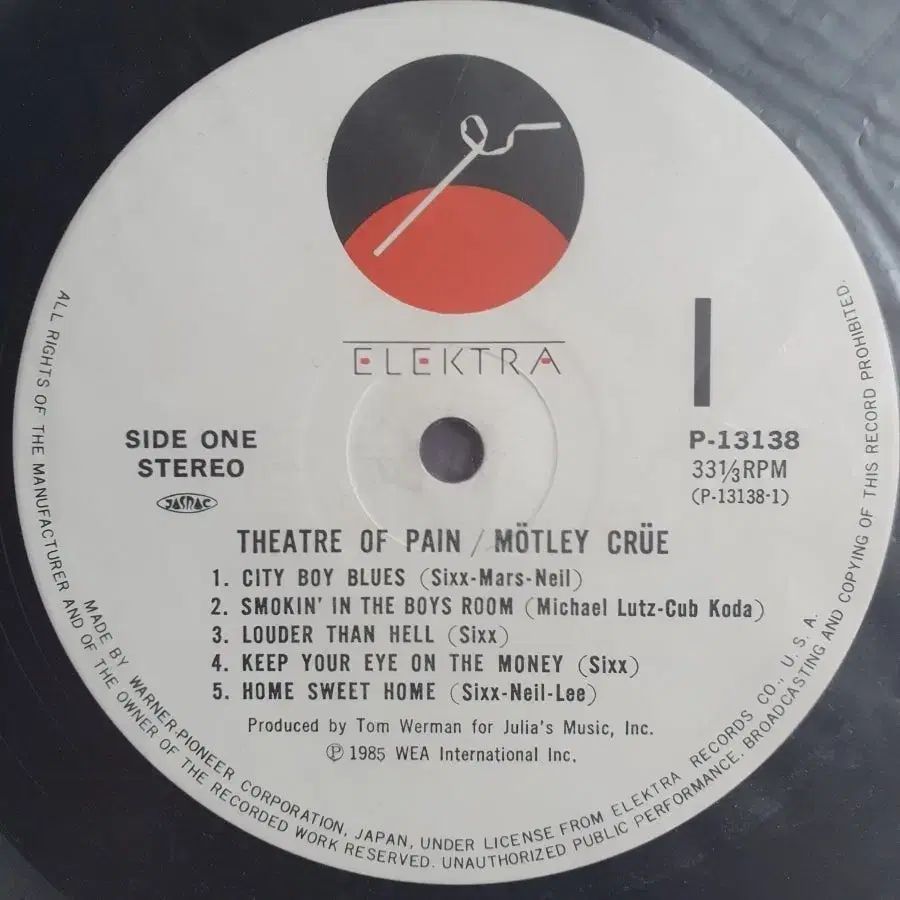 ELEKTRA
SIDE ONE
STEREO
JASRAC
I
P-13138
33⅓RPM
(P-13138-1)
THEATRE OF PAIN / MÖTLEY CRÜE
1. CITY BOY BLUES (Sixx-Mars-Neil)
2. SMOKIN' IN THE BOYS ROOM (Michael Lutz-Cub Koda)
3. LOUDER THAN HELL (Sixx)
4. KEEP YOUR EYE ON THE MONEY (Sixx)
5. HOME SWEET HOME (Sixx-Neil-Lee)
Produced by Tom Werman for Julia's Music, Inc.
Ⓟ 1985 WEA International Inc.
MADE BY WARNER-PIONEER CORPORATION, JAPAN, UNDER LICENSE FROM ELEKTRA RECORDS CO., U. S. A.
ALL RIGHTS OF THE MANUFACTURER AND OF THE OWNER OF THE RECORDED WORK RESERVED. UNAUTHORIZED PUBLIC PERFORMANCE, BROADCASTING AND COPYING OF THIS RECORD PROHIBITED.